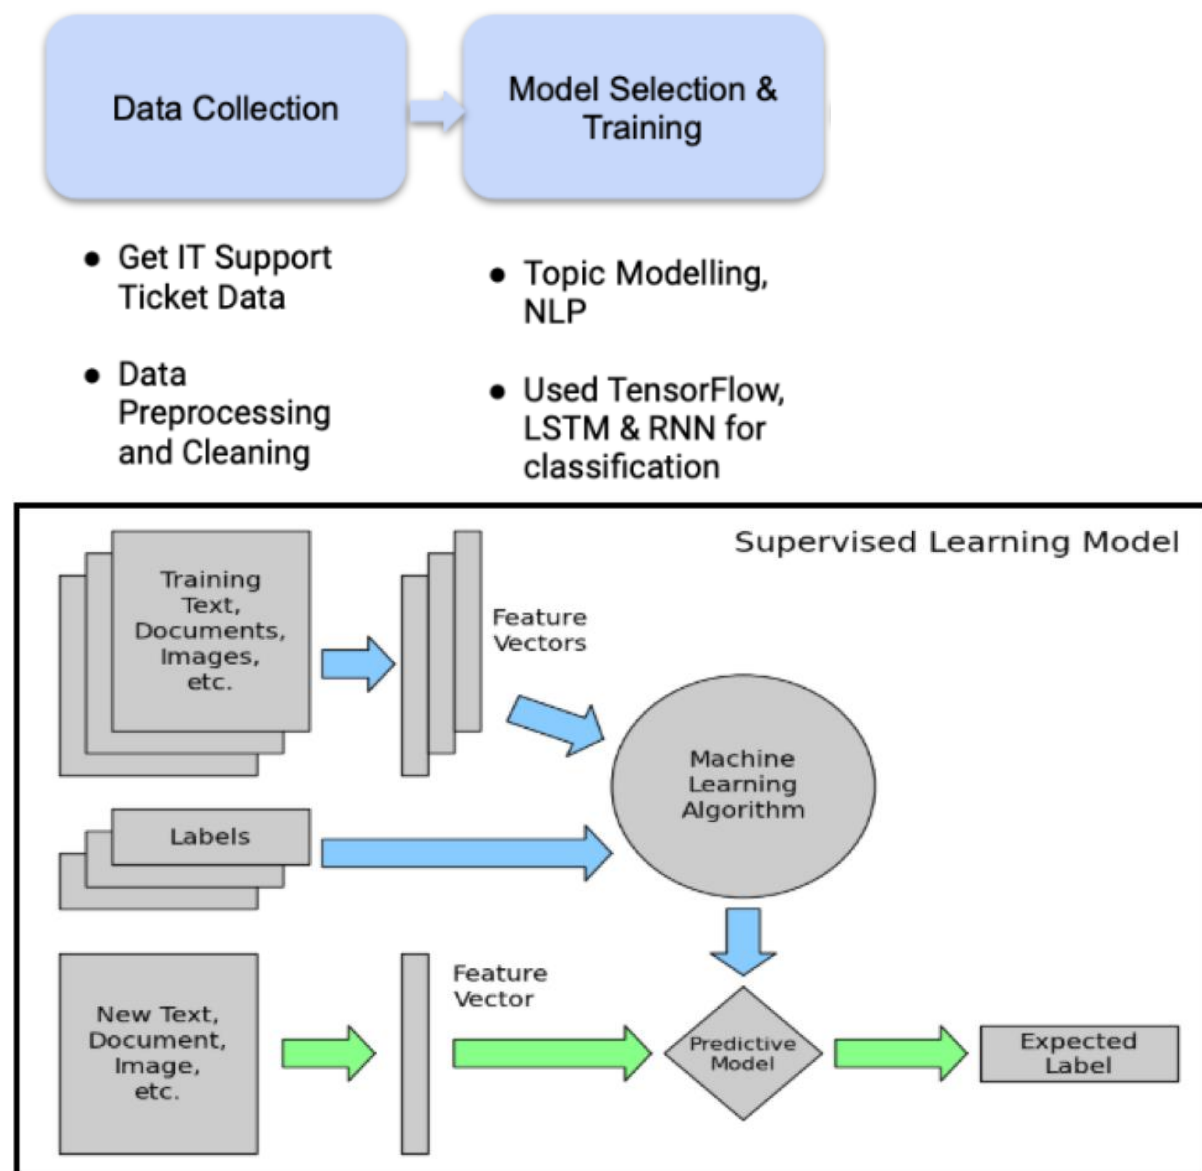 Data Collection
Model Selection &
Training
● Get IT Support
Ticket Data
● Data
Preprocessing
and Cleaning
● Topic Modelling,
NLP
● Used TensorFlow,
LSTM & RNN for
classification
Supervised Learning Model
Training
Text,
Documents,
Images,
etc.
Feature
Vectors
Machine
Learning
Algorithm
Labels
New Text,
Document,
Image,
etc.
Feature
Vector
Predictive
Model
Expected
Label